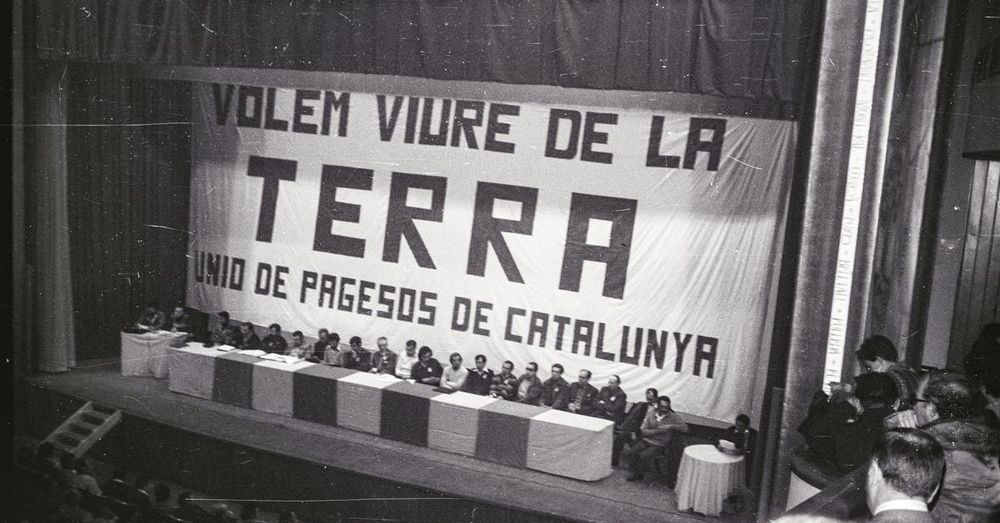 VOLEM VIURE DE LA
TERRA
UNIO DE PAGESOS DE CATALUNYA